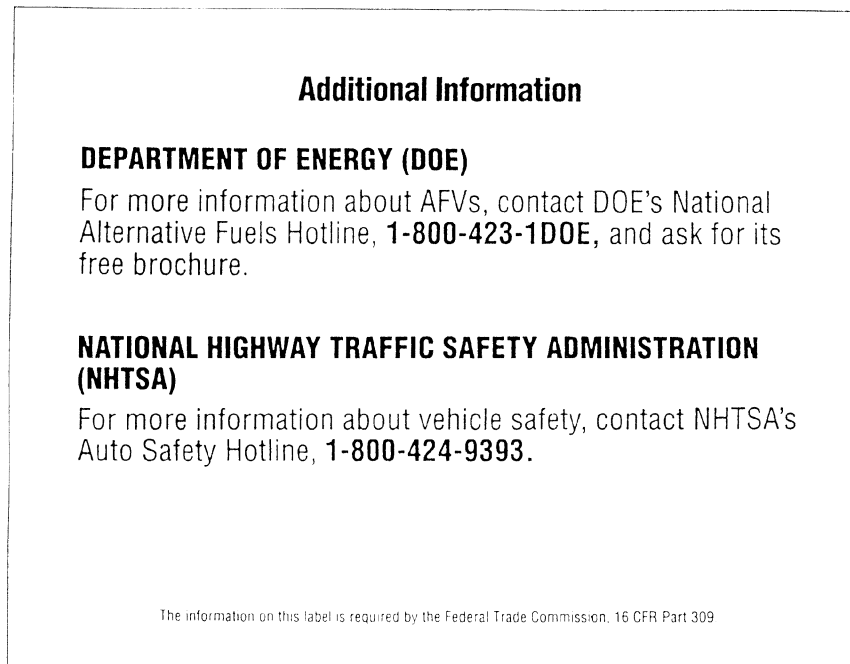 Additional Information
DEPARTMENT OF ENERGY (DOE)
For more information about AFVs, contact DOE's National
Alternative Fuels Hotline, 1-800-423-1DOE, and ask for its
free brochure.
NATIONAL HIGHWAY TRAFFIC SAFETY ADMINISTRATION
(NHTSA)
For more information about vehicle safety, contact NHTSA's
Auto Safety Hotline, 1-800-424-9393.
The information on this label is required by the Federal Trade Commission, 16 CFR Part 309